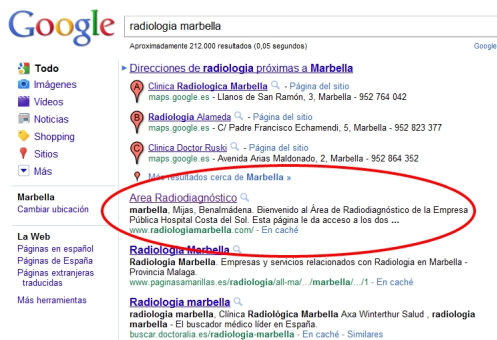 Google
radiologia marbella
Aproximadamente 212.000 resultados (0,05 segundos)
Google
Todo
Imágenes
Vídeos
Noticias
Shopping
Sitios
Más
Marbella
Cambiar ubicación
La Web
Páginas en español
Páginas de España
Páginas extranjeras
traducidas
Más herramientas
Direcciones de radiologia próximas a Marbella
A Clinica Radiologica Marbella - Página del sitio
maps.google.es - Llanos de San Ramón, 3, Marbella - 952 764 042
B Radiologia Alameda - Página del sitio
maps.google.es - C/ Padre Francisco Echamendi, 5, Marbella - 952 823 377
C Clinica Doctor Ruski - Página del sitio
maps.google.es - Avenida Arias Maldonado, 2, Marbella - 952 864 352
Más resultados cerca de Marbella »
Area Radiodiagnóstico
marbella, Mijas, Benalmádena. Bienvenido al Área de Radiodiagnóstico de la Empresa
Pública Hospital Costa del Sol. Esta página le da acceso a los dos ...
www.radiologiamarbella.com/ - En caché
Radiologia Marbella
Radiologia Marbella. Empresas y servicios relacionados con Radiologia en Marbella -
Provincia Malaga.
www.paginasamarillas.es/radiologia/all-ma/.../marbella/.../1 - En caché
Radiologia marbella
radiologia marbella, Clínica Radiológica Marbella Axa Winterthur Salud , radiologia
marbella - El buscador médico líder en España.
buscar.doctoralia.es/radiologia-marbella - En caché - Similares